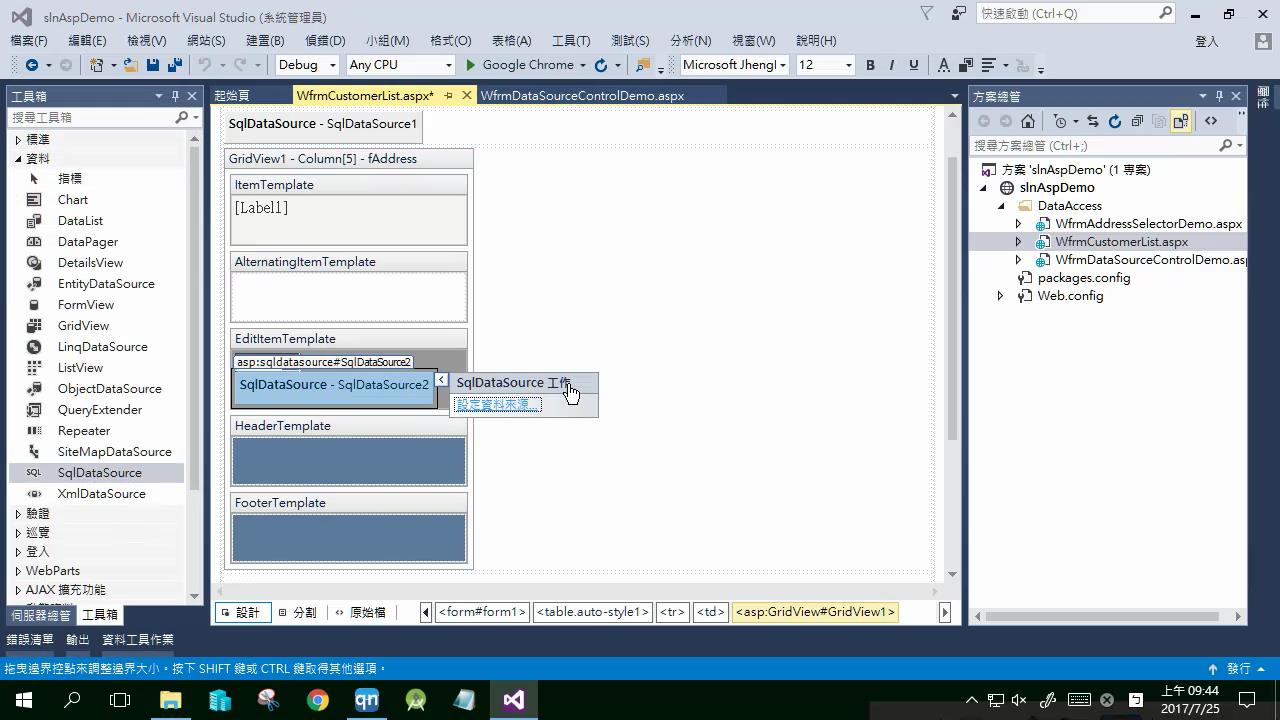 slnAspDemo - Microsoft Visual Studio (系統管理員)
快速啟動 (Ctrl+Q)
檔案(F) 編輯(E) 檢視(V) 網站(S) 建置(B) 偵錯(D) 小組(M) 格式(O) 表格(A) 工具(T) 測試(S) 分析(N) 視窗(W) 說明(H) 登入
Debug Any CPU Google Chrome Microsoft Jhengl 12 B I U A
工具箱
搜尋工具箱
標準
資料
指標
Chart
DataList
DataPager
DetailsView
EntityDataSource
FormView
GridView
LinqDataSource
ListView
ObjectDataSource
QueryExtender
Repeater
SiteMapDataSource
SQL SqlDataSource
XmlDataSource
驗證
巡覽
登入
WebParts
AJAX 擴充功能
伺服器總管 工具箱
起始頁 WfrmCustomerList.aspx* WfrmDataSourceControlDemo.aspx
SqlDataSource - SqlDataSource1
GridView1 - Column[5] - fAddress
ItemTemplate
[Label1]
AlternatingItemTemplate
EditItemTemplate
asp:sqldatasource#SqlDataSource2
SqlDataSource - SqlDataSource2
SqlDataSource 工作
設定資料來源...
HeaderTemplate
FooterTemplate
設計 分割 原始檔 <form#form1> <table.auto-style1> <tr> <td> <asp:GridView#GridView1>
方案總管
搜尋方案總管 (Ctrl+;)
方案 'slnAspDemo' (1 專案)
slnAspDemo
DataAccess
WfrmAddressSelectorDemo.aspx
WfrmCustomerList.aspx
WfrmDataSourceControlDemo.asp
packages.config
Web.config
錯誤清單 輸出 資料工具作業
拖曳邊界控點來調整邊界大小。按下 SHIFT 鍵或 CTRL 鍵取得其他選項。 發行
qn
上午 09:44
2017/7/25